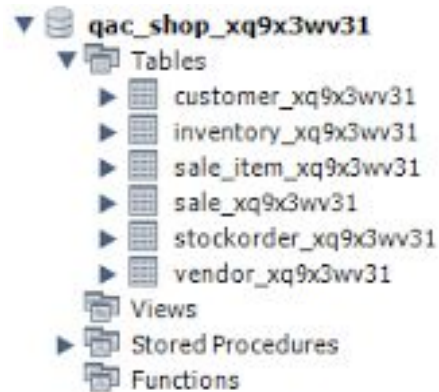 qac_shop_xq9x3wv31
Tables
customer_xq9x3wv31
inventory_xq9x3wv31
sale_item_xq9x3wv31
sale_xq9x3wv31
stockorder_xq9x3wv31
vendor_xq9x3wv31
Views
Stored Procedures
Functions